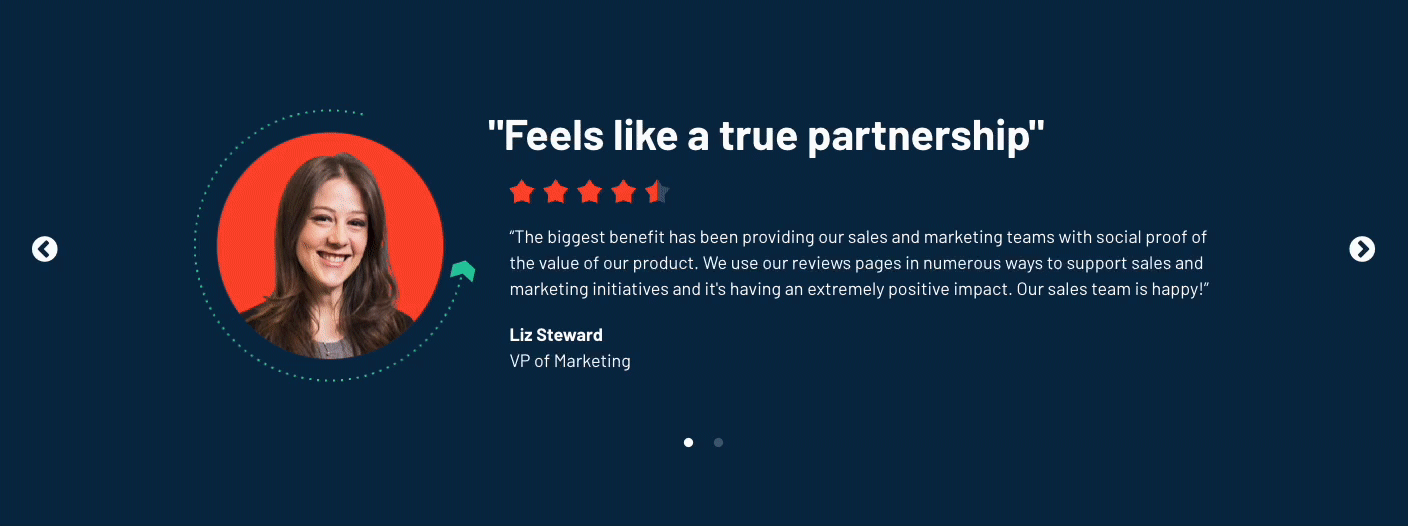 "Feels like a true partnership"
“The biggest benefit has been providing our sales and marketing teams with social proof of
the value of our product. We use our reviews pages in numerous ways to support sales and
marketing initiatives and it's having an extremely positive impact. Our sales team is happy!”
Liz Steward
VP of Marketing